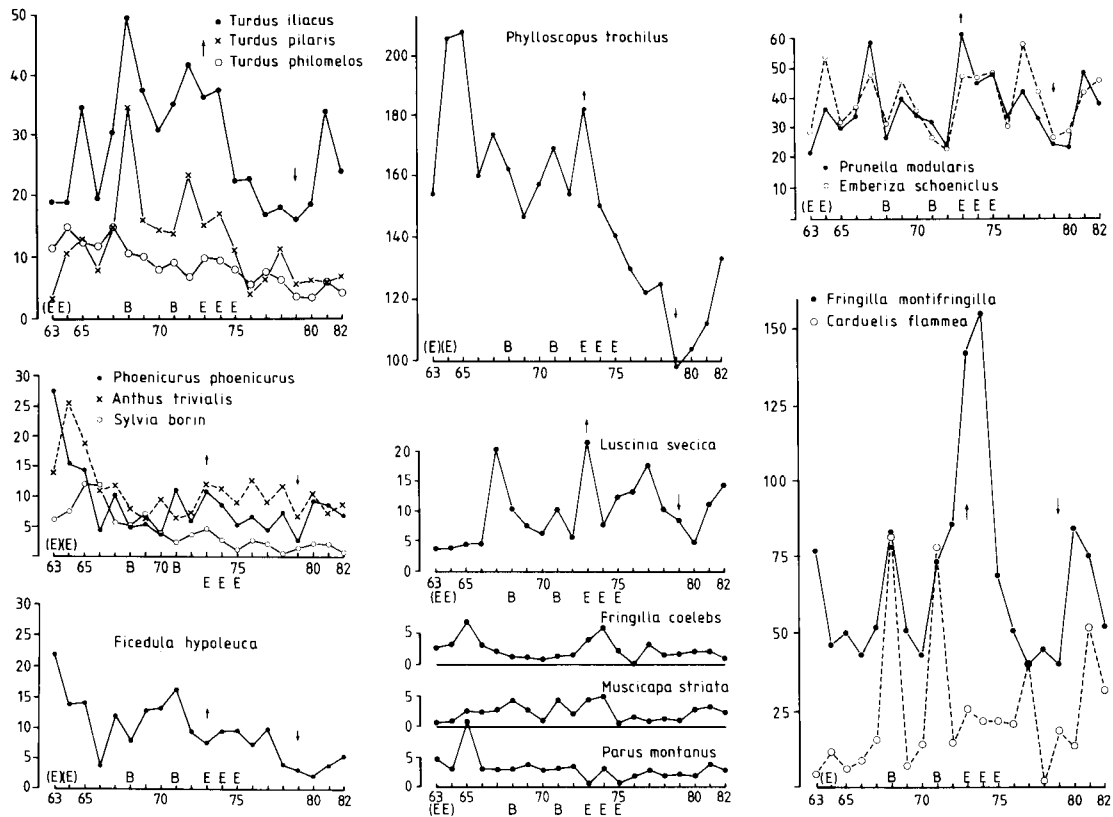 Turdus iliacus
Turdus pilaris
Turdus philomelos
50
40
30
20
10
0
(E E) B B E E E
63 65 70 75 80 82
Phylloscopus trochilus
200
180
160
140
120
100
(E)(E) B B E E E
63 65 70 75 80 82
60
50
40
30
20
10
Prunella modularis
Emberiza schoeniclus
(E E) B B E E E
63 65 70 75 80 82
Phoenicurus phoenicurus
Anthus trivialis
Sylvia borin
30
25
20
15
10
5
(E)(E)
63 65 70 75 80 82
B B
E E E
Luscinia svecica
20
15
10
5
0
63 65 70 75 80 82
(E E) B B E E E
Fringilla montifringilla
Carduelis flammea
150
125
100
75
50
25
(E) B B E E E
63 65 70 75 80 82
Ficedula hypoleuca
30
25
20
15
10
5
0
(E)(E) B B E E E
63 65 70 75 80 82
Fringilla coelebs
5
0
Muscicapa striata
5
0
Parus montanus
5
0
63 65 70 75 80 82
(E E) B B E E E